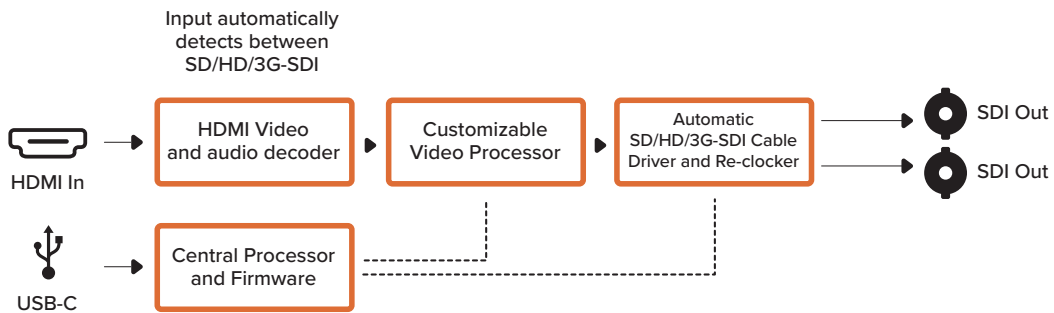 Input automatically
detects between
SD/HD/3G-SDI
HDMI In
HDMI Video
and audio decoder
Customizable
Video Processor
Automatic
SD/HD/3G-SDI Cable
Driver and Re-clocker
SDI Out
SDI Out
USB-C
Central Processor
and Firmware